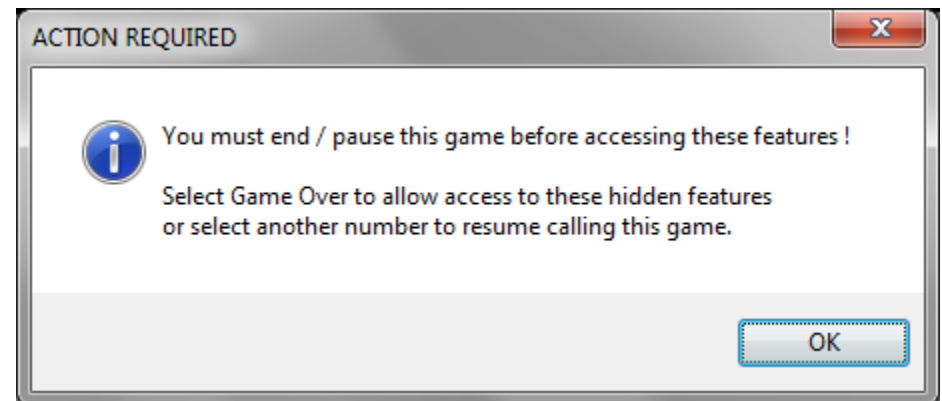 ACTION REQUIRED
You must end / pause this game before accessing these features !
Select Game Over to allow access to these hidden features
or select another number to resume calling this game.
OK